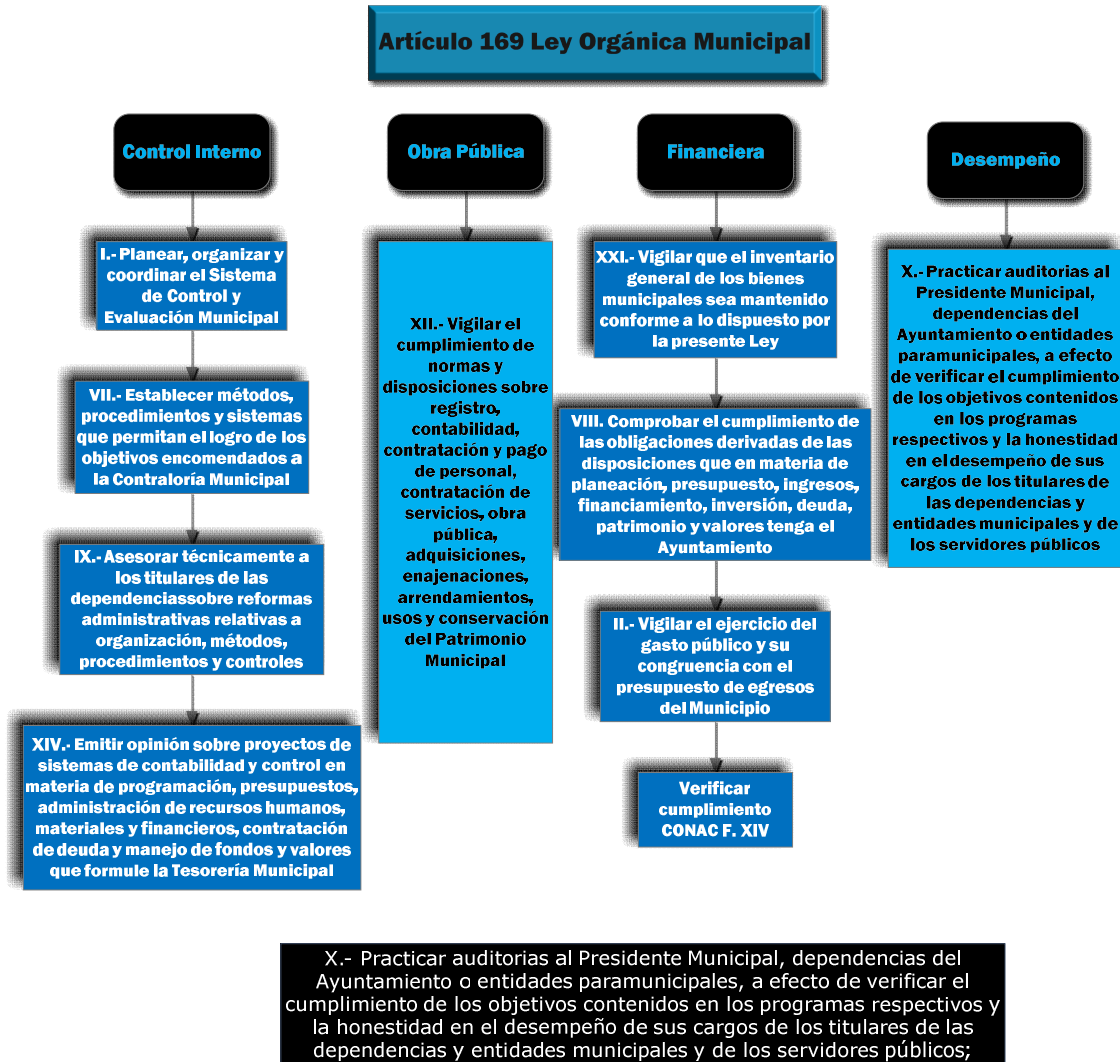 Artículo 169 Ley Orgánica Municipal
Control Interno
I.- Planear, organizar y
coordinar el Sistema
de Control y
Evaluación Municipal
VII.- Establecer métodos,
procedimientos y sistemas
que permitan el logro de los
objetivos encomendados a
la Contraloría Municipal
IX.- Asesorar técnicamente a
los titulares de las
dependenciassobre reformas
administrativas relativas a
organización, métodos,
procedimientos y controles
XIV.- Emitir opinión sobre proyectos de
sistemas de contabilidad y control en
materia de programación, presupuestos,
administración de recursos humanos,
materiales y financieros, contratación
de deuda y manejo de fondos y valores
que formule la Tesorería Municipal
Obra Pública
XII.- Vigilar el
cumplimiento de
normas y
disposiciones sobre
registro,
contabilidad,
contratación y pago
de personal,
contratación de
servicios, obra
pública,
adquisiciones,
enajenaciones,
arrendamientos,
usos y conservación
del Patrimonio
Municipal
Financiera
XXI.- Vigilar que el inventario
general de los bienes
municipales sea mantenido
conforme a lo dispuesto por
la presente Ley
VIII. Comprobar el cumplimiento de
las obligaciones derivadas de las
disposiciones que en materia de
planeación, presupuesto, ingresos,
financiamiento, inversión, deuda,
patrimonio y valores tenga el
Ayuntamiento
II.- Vigilar el ejercicio del
gasto público y su
congruencia con el
presupuesto de egresos
del Municipio
Verificar
cumplimiento
CONAC F. XIV
Desempeño
X.- Practicar auditorias al
Presidente Municipal,
dependencias del
Ayuntamiento o entidades
paramunicipales, a efecto
de verificar el cumplimiento
de los objetivos contenidos
en los programas
respectivos y la honestidad
en el desempeño de sus
cargos de los titulares de
las dependencias y
entidades municipales y de
los servidores públicos
X.- Practicar auditorias al Presidente Municipal, dependencias del
Ayuntamiento o entidades paramunicipales, a efecto de verificar el
cumplimiento de los objetivos contenidos en los programas respectivos y
la honestidad en el desempeño de sus cargos de los titulares de las
dependencias y entidades municipales y de los servidores públicos;